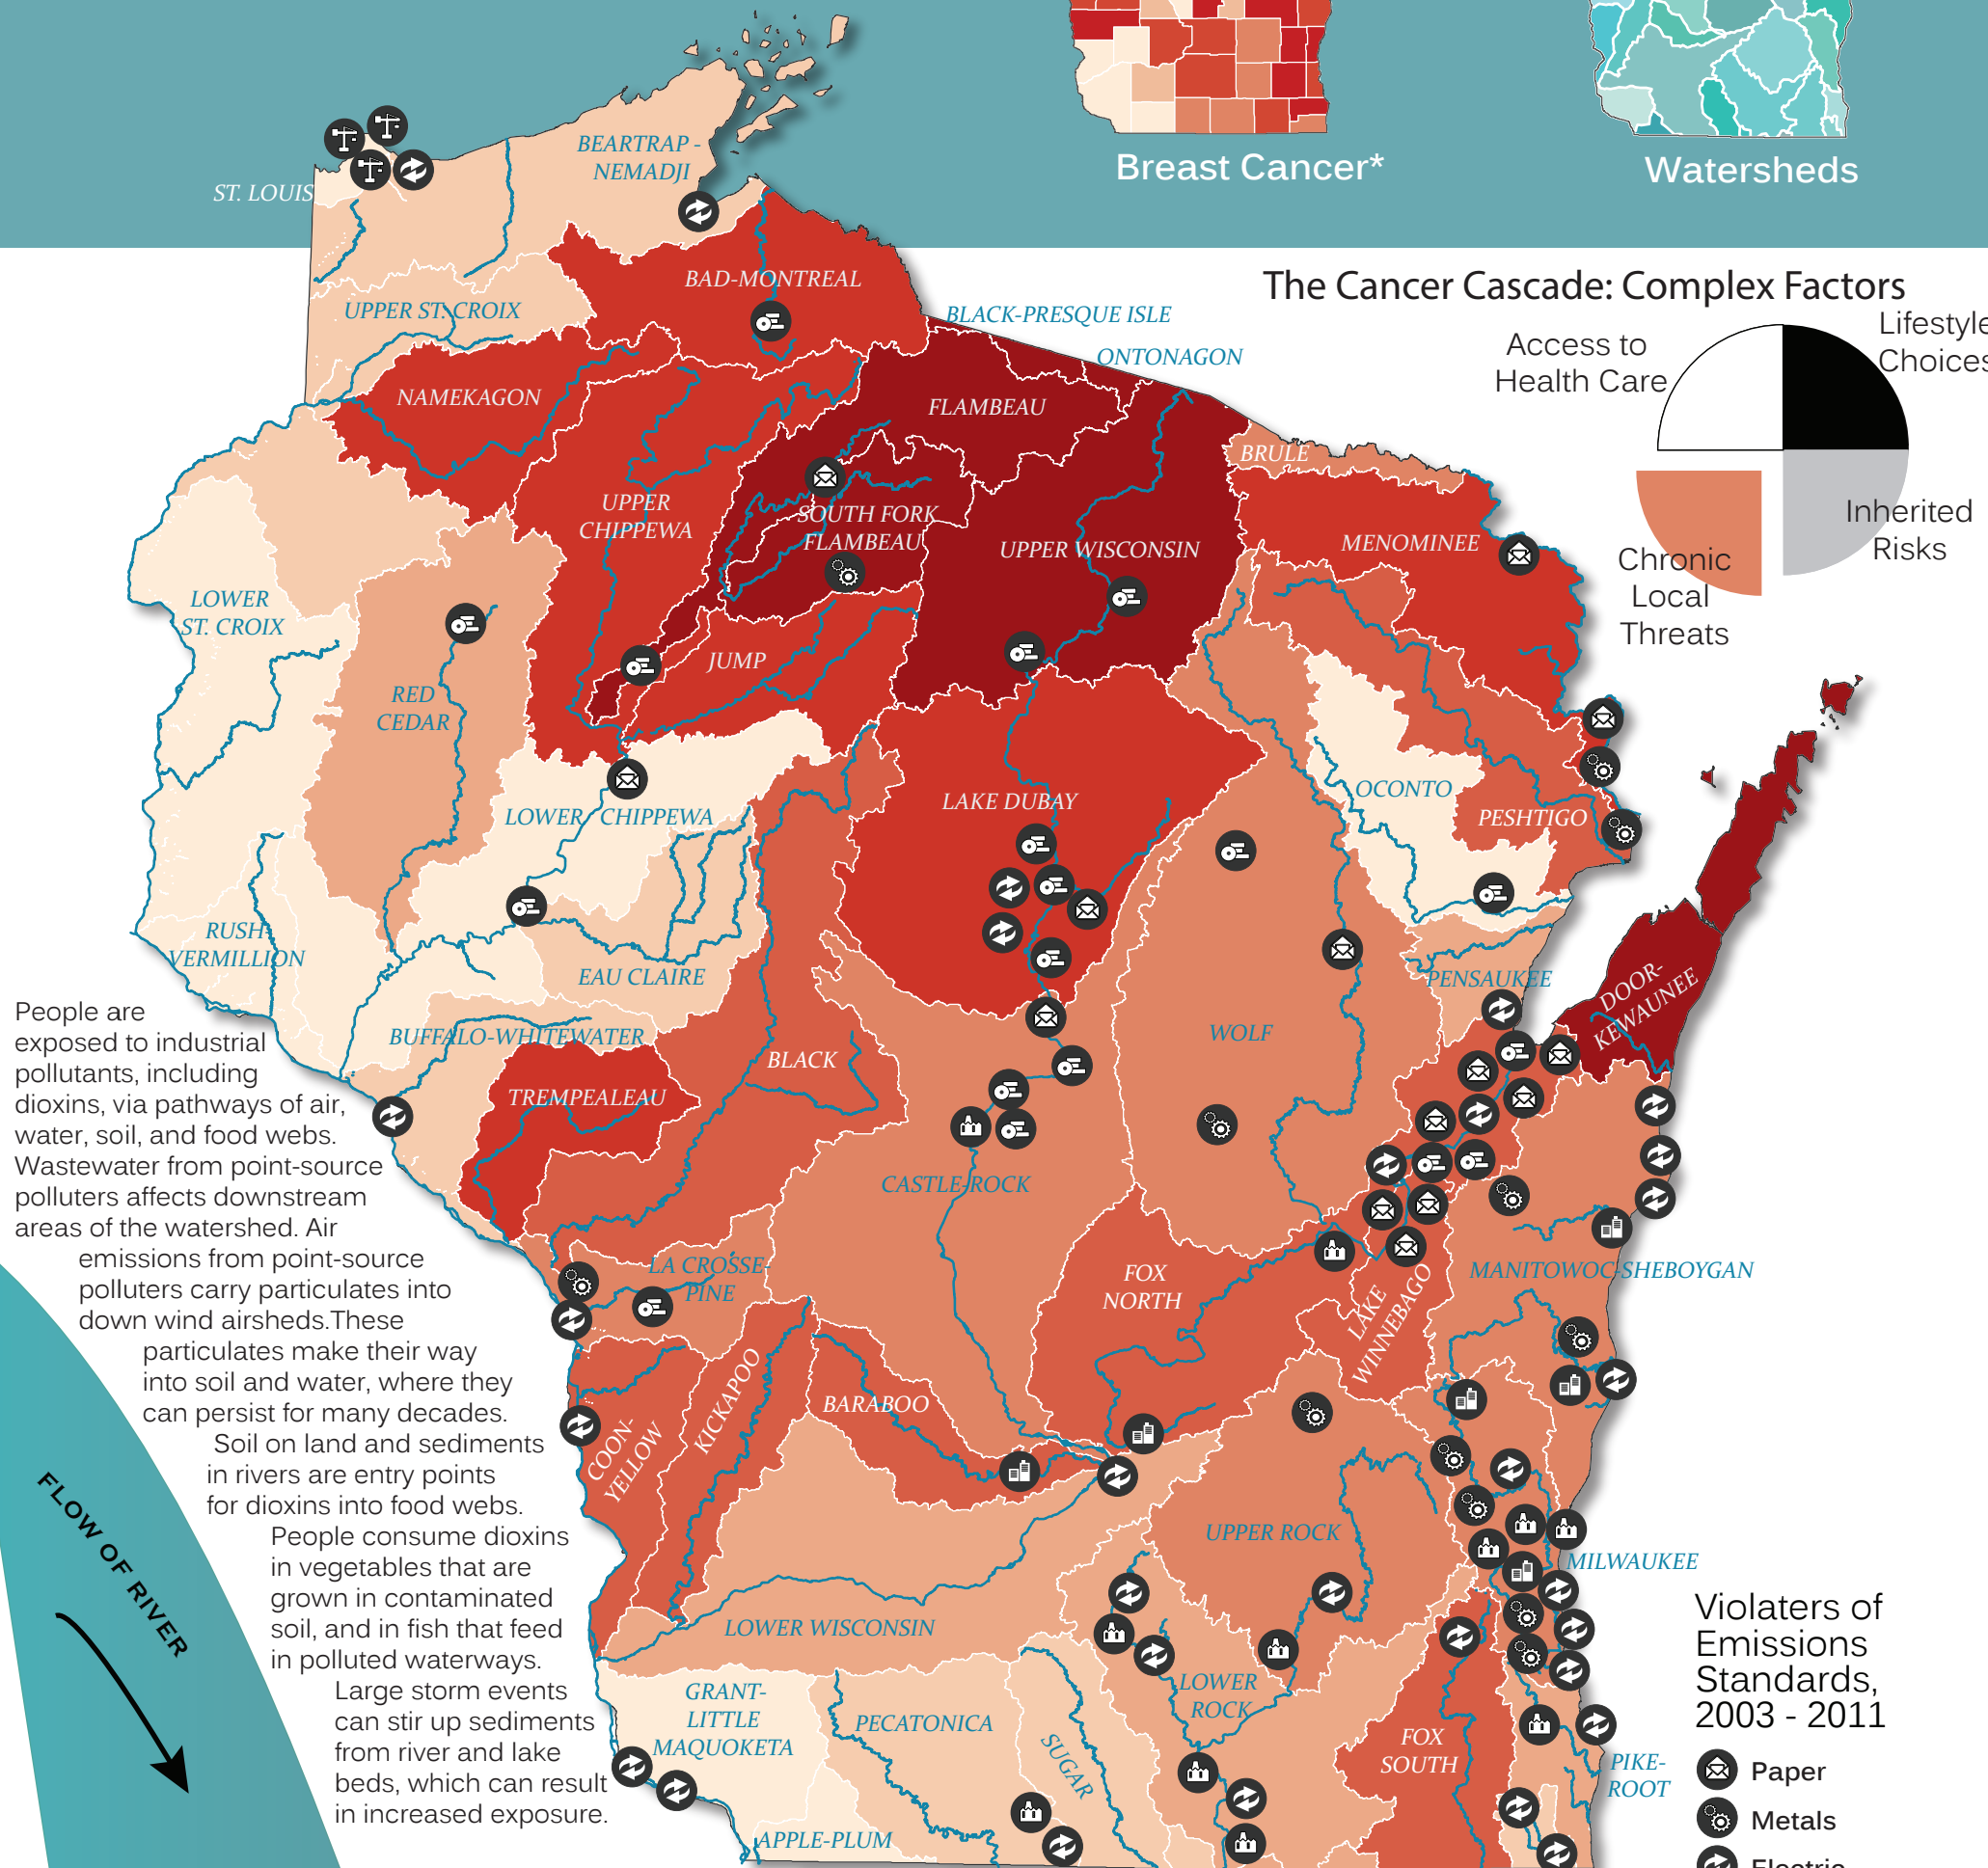 Breast Cancer*
Watersheds
The Cancer Cascade: Complex Factors
Access to
Health Care
Lifestyle
Choices
Inherited
Risks
Chronic
Local
Threats
BEARTRAP -
NEMADJI
ST. LOUIS
BAD-MONTREAL
UPPER ST. CROIX
BLACK-PRESQUE ISLE
ONTONAGON
NAMEKAGON
FLAMBEAU
BRULE
UPPER
CHIPPEWA
SOUTH FORK
FLAMBEAU
UPPER WISCONSIN
MENOMINEE
LOWER
ST. CROIX
JUMP
RED
CEDAR
OCONTO
LAKE DUBAY
PESHTIGO
LOWER CHIPPEWA
RUSH-
VERMILLION
EAU CLAIRE
PENSAUKEE
DOOR-
KEWAUNEE
BUFFALO-WHITEWATER
WOLF
BLACK
TREMPEALEAU
CASTLE-ROCK
LA CROSSE-
PINE
FOX
NORTH
MANITOWOC-SHEBOYGAN
LAKE
WINNEBAGO
KICKAPOO
BARABOO
COON-
YELLOW
UPPER ROCK
MILWAUKEE
LOWER WISCONSIN
GRANT-
LITTLE
MAQUOKETA
PECATONICA
SUGAR
LOWER
ROCK
FOX
SOUTH
PIKE-
ROOT
APPLE-PLUM
People are
exposed to industrial
pollutants, including
dioxins, via pathways of air,
water, soil, and food webs.
Wastewater from point-source
polluters affects downstream
areas of the watershed. Air
emissions from point-source
polluters carry particulates into
down wind airsheds.These
particulates make their way
into soil and water, where they
can persist for many decades.
Soil on land and sediments
in rivers are entry points
for dioxins into food webs.
People consume dioxins
in vegetables that are
grown in contaminated
soil, and in fish that feed
in polluted waterways.
Large storm events
can stir up sediments
from river and lake
beds, which can result
in increased exposure.
FLOW OF RIVER
Violaters of
Emissions
Standards,
2003 - 2011
Paper
Metals
Electric